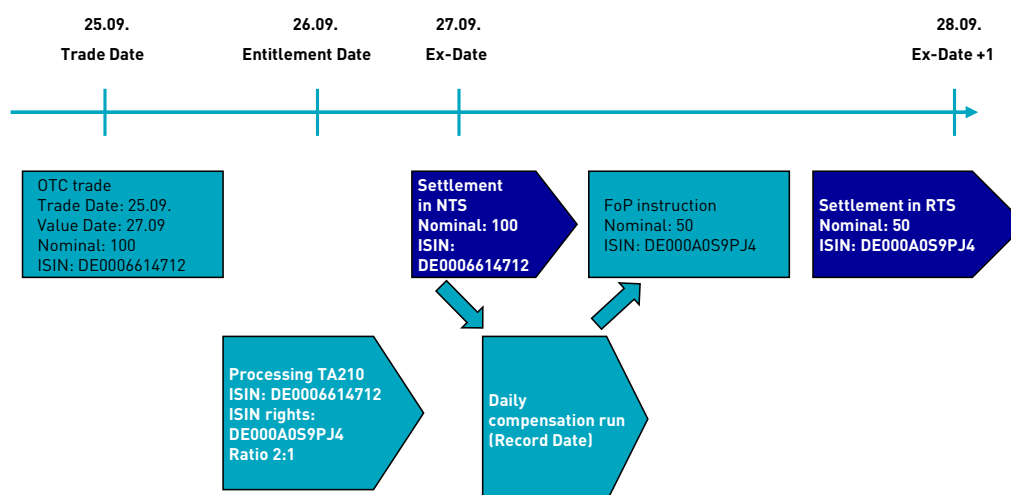 25.09.
Trade Date
26.09.
Entitlement Date
27.09.
Ex-Date
28.09.
Ex-Date +1
OTC trade
Trade Date: 25.09.
Value Date: 27.09
Nominal: 100
ISIN: DE0006614712
Settlement
in NTS
Nominal: 100
ISIN:
DE0006614712
FoP instruction
Nominal: 50
ISIN: DE000A0S9PJ4
Settlement in RTS
Nominal: 50
ISIN: DE000A0S9PJ4
Processing TA210
ISIN: DE0006614712
ISIN rights:
DE000A0S9PJ4
Ratio 2:1
Daily
compensation run
(Record Date)